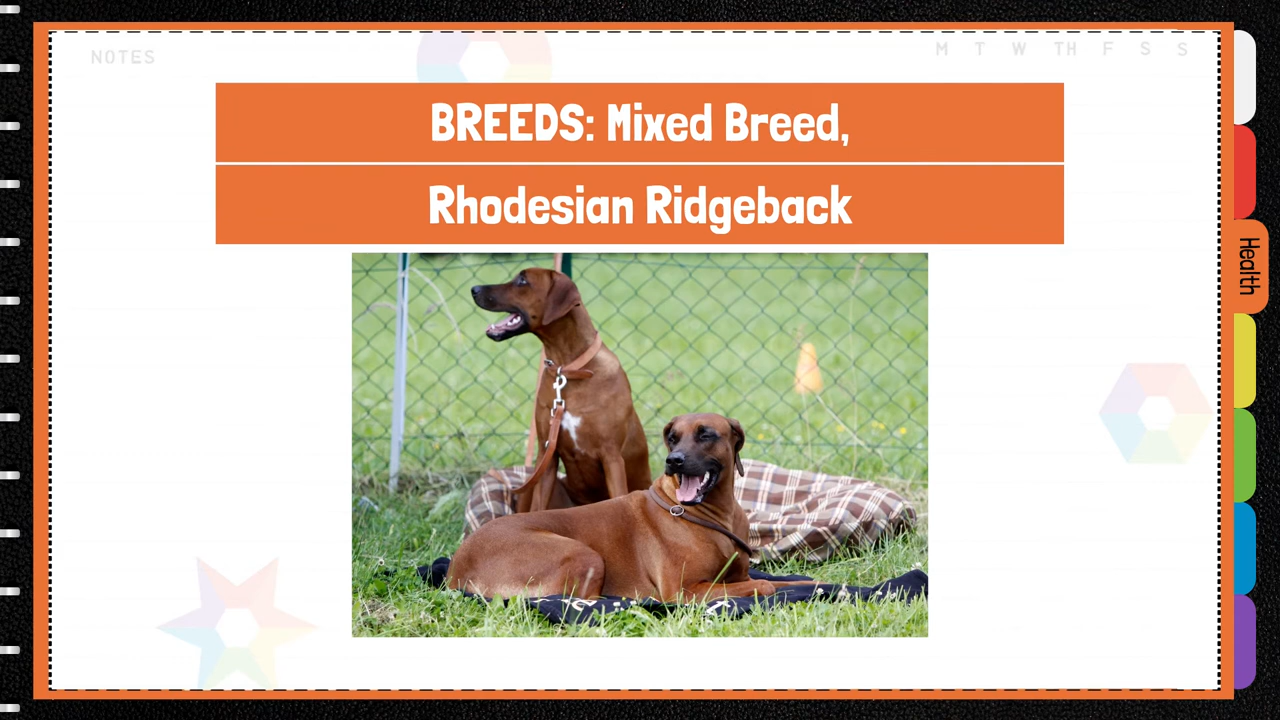 NOTES
M T W TH F S S
BREEDS: Mixed Breed,
Rhodesian Ridgeback
Health